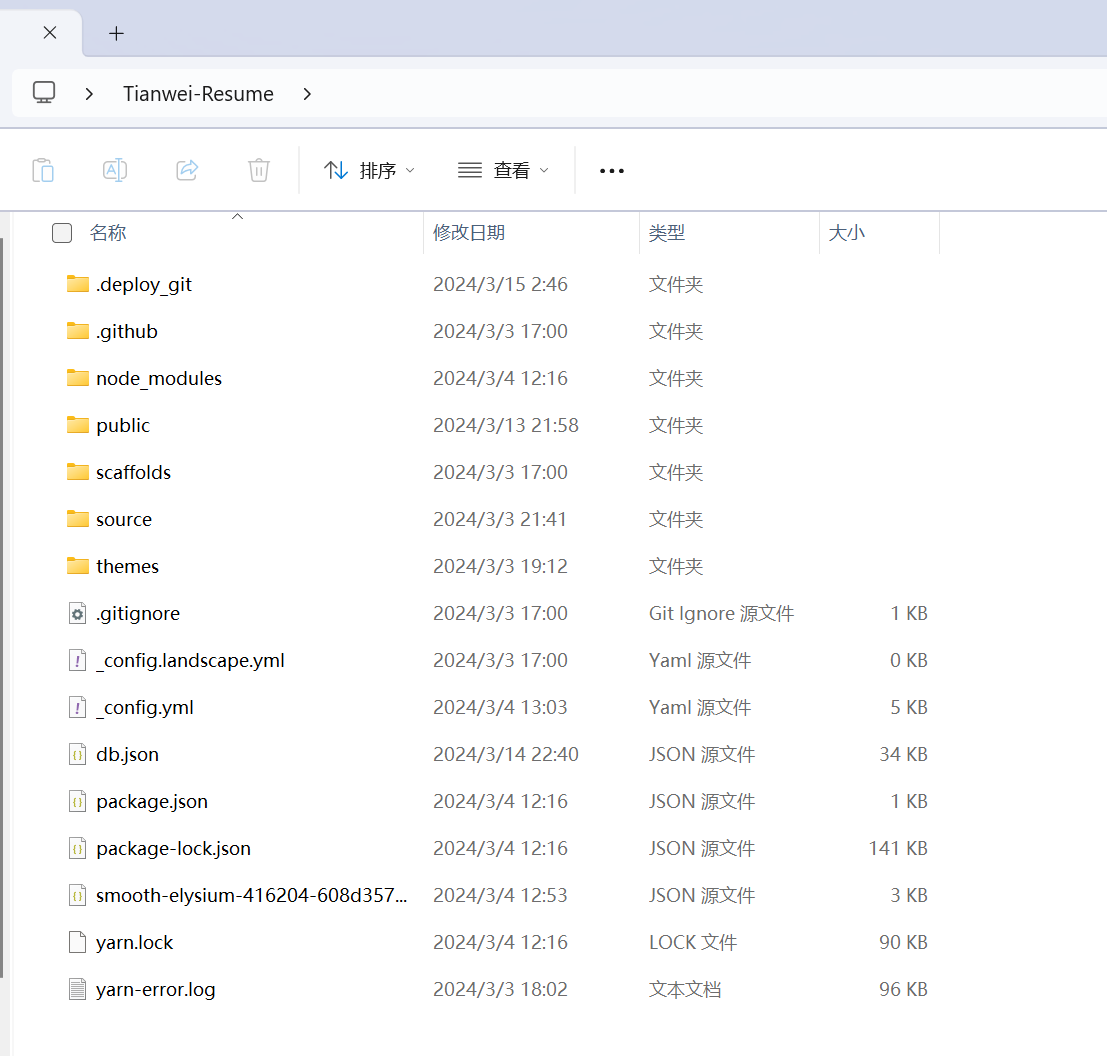 Tianwei-Resume
排序 查看
名称 修改日期 类型 大小
.deploy_git 2024/3/15 2:46 文件夹
.github 2024/3/3 17:00 文件夹
node_modules 2024/3/4 12:16 文件夹
public 2024/3/13 21:58 文件夹
scaffolds 2024/3/3 17:00 文件夹
source 2024/3/3 21:41 文件夹
themes 2024/3/3 19:12 文件夹
.gitignore 2024/3/3 17:00 Git Ignore 源文件 1 KB
_config.landscape.yml 2024/3/3 17:00 Yaml 源文件 0 KB
_config.yml 2024/3/4 13:03 Yaml 源文件 5 KB
db.json 2024/3/14 22:40 JSON 源文件 34 KB
package.json 2024/3/4 12:16 JSON 源文件 1 KB
package-lock.json 2024/3/4 12:16 JSON 源文件 141 KB
smooth-elysium-416204-608d357... 2024/3/4 12:53 JSON 源文件 3 KB
yarn.lock 2024/3/4 12:16 LOCK 文件 90 KB
yarn-error.log 2024/3/3 18:02 文本文档 96 KB